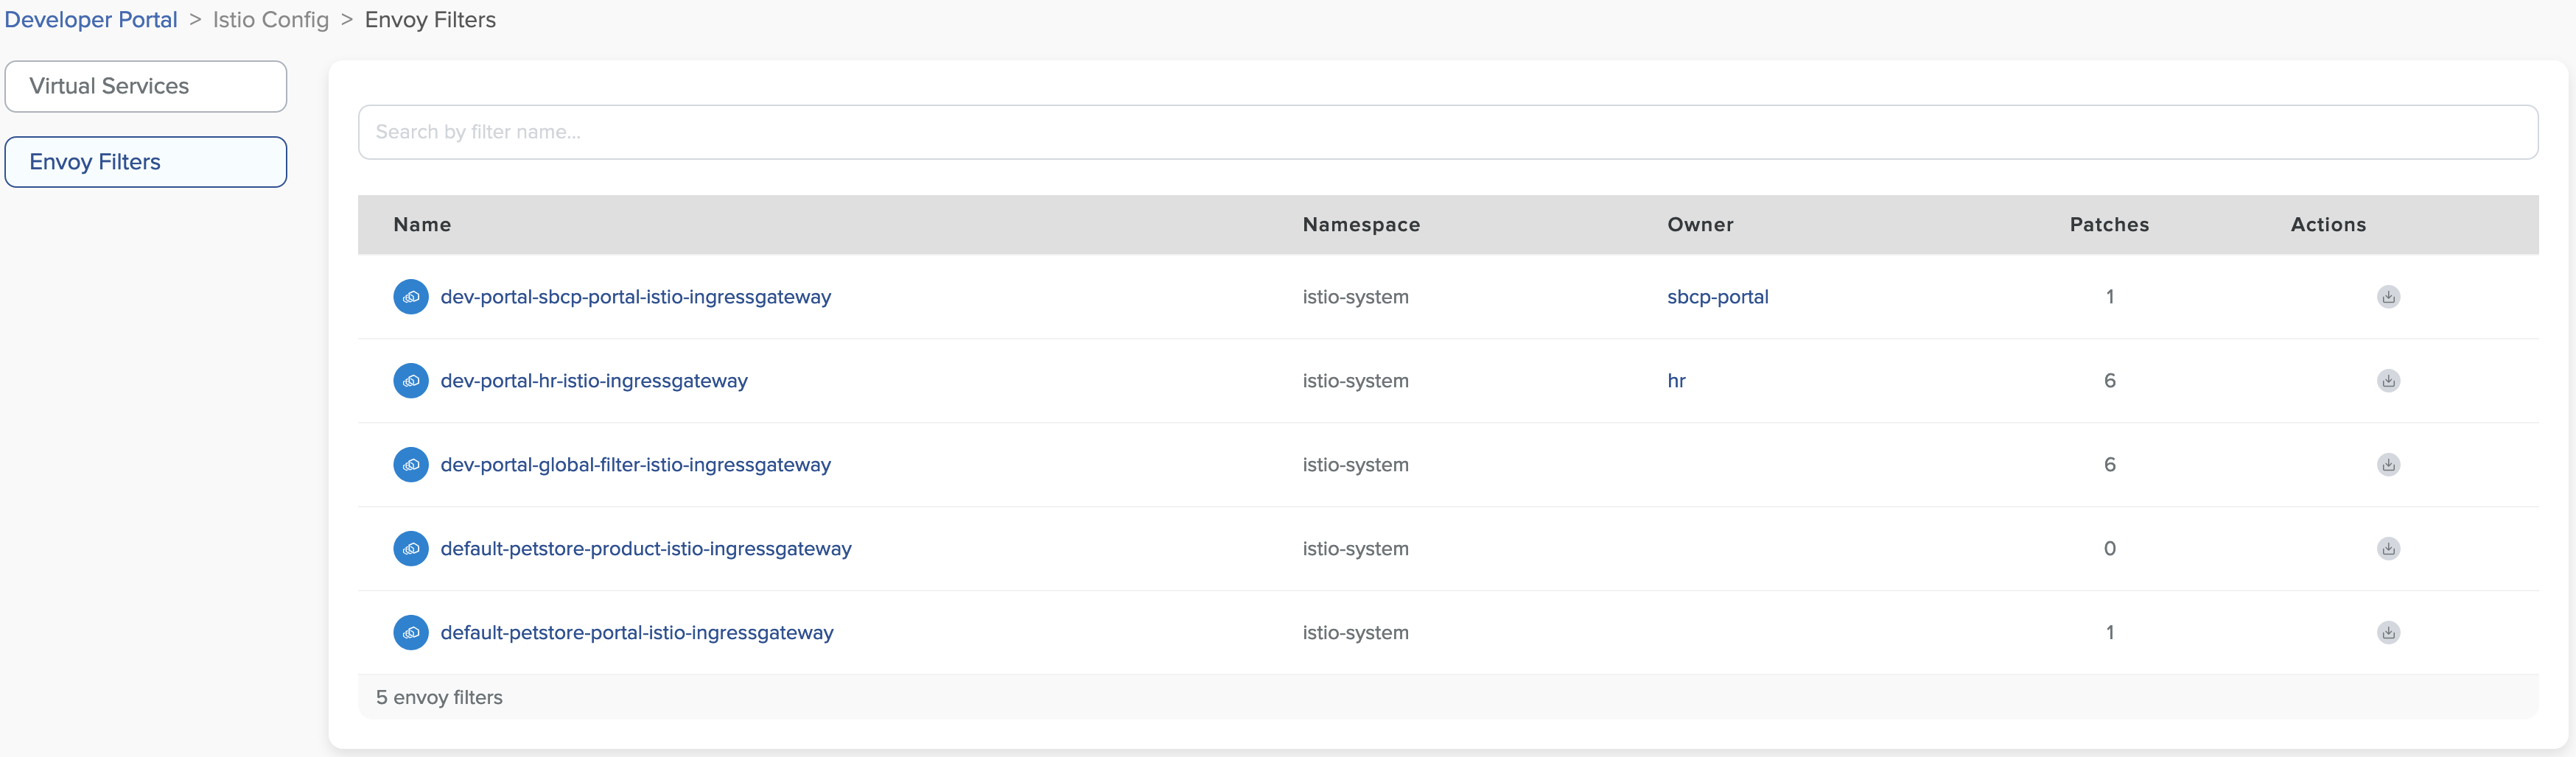 Developer Portal > Istio Config > Envoy Filters
Virtual Services
Envoy Filters
Search by filter name...
Name Namespace Owner Patches Actions
dev-portal-sbcp-portal-istio-ingressgateway istio-system sbcp-portal 1
dev-portal-hr-istio-ingressgateway istio-system hr 6
dev-portal-global-filter-istio-ingressgateway istio-system 6
default-petstore-product-istio-ingressgateway istio-system 0
default-petstore-portal-istio-ingressgateway istio-system 1
5 envoy filters